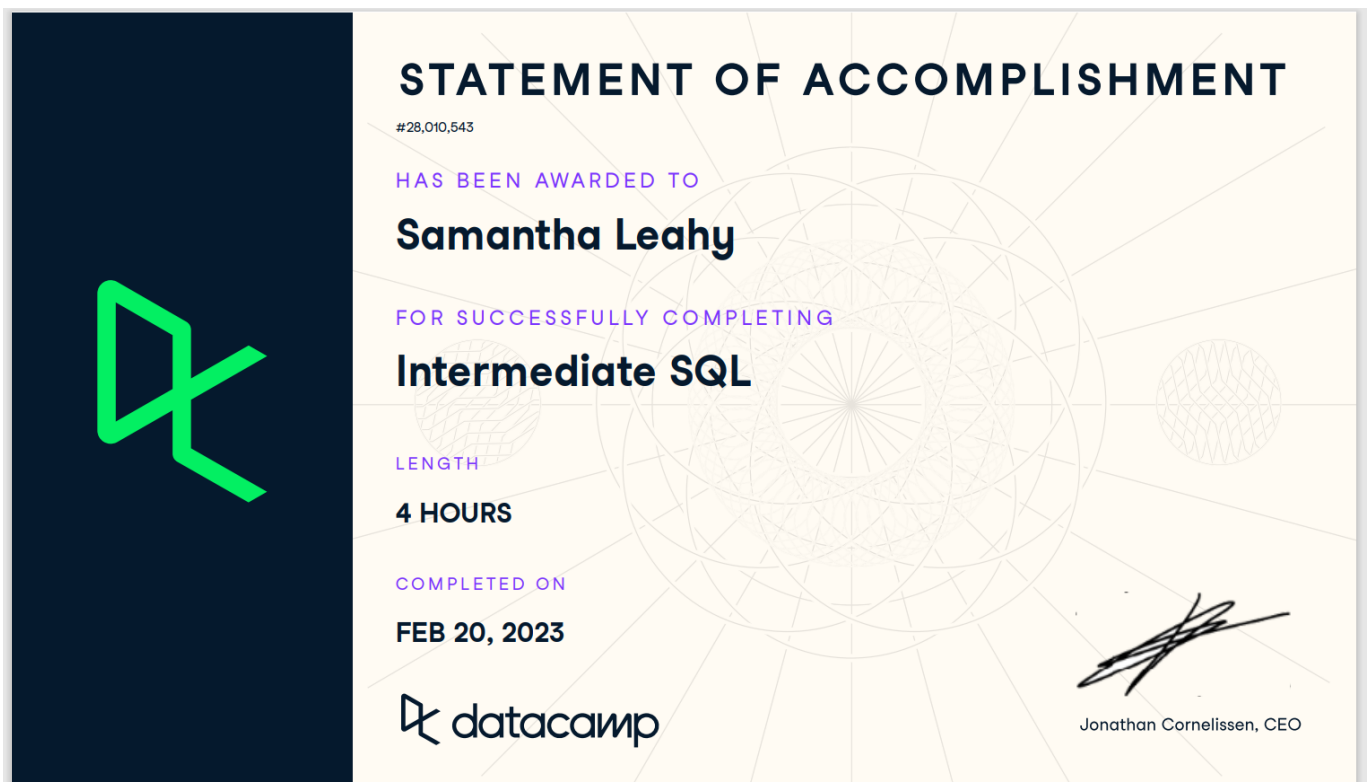 STATEMENT OF ACCOMPLISHMENT
#28,010,543
HAS BEEN AWARDED TO
Samantha Leahy
FOR SUCCESSFULLY COMPLETING
Intermediate SQL
LENGTH
4 HOURS
COMPLETED ON
FEB 20, 2023
datacamp
Jonathan Cornelissen, CEO